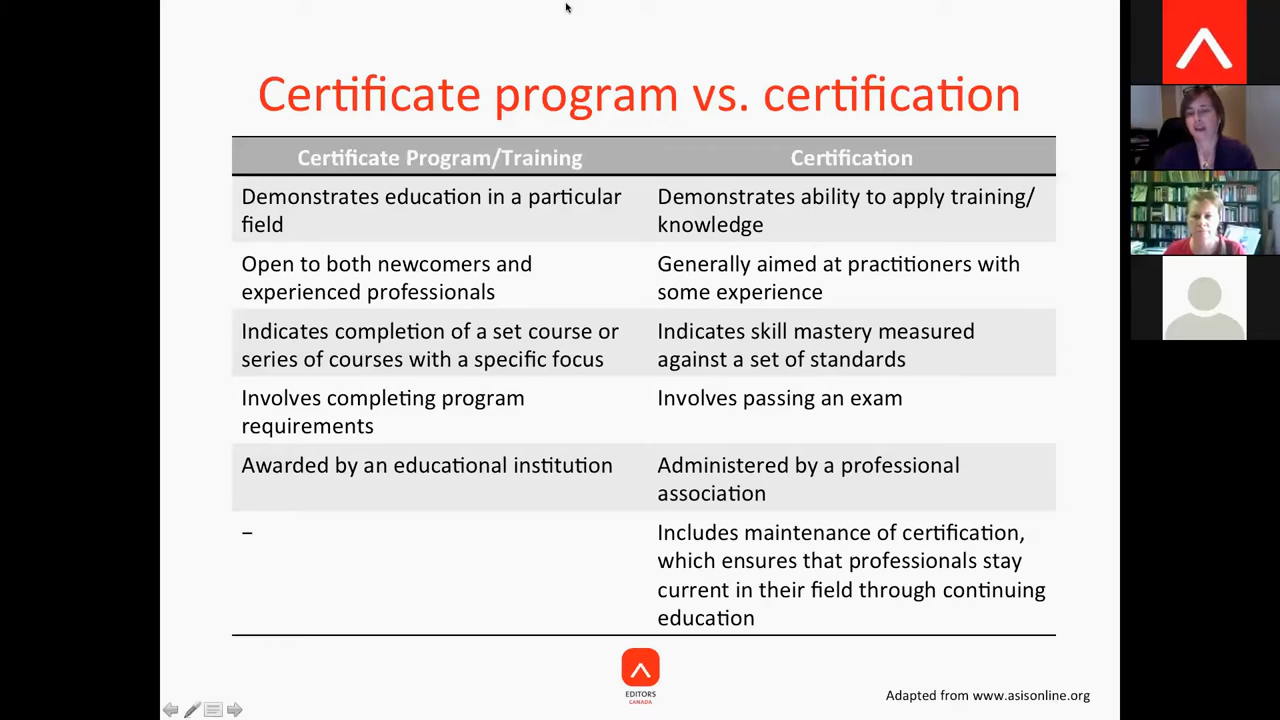 Certificate program vs. certification
Certificate Program/Training
Certification
Demonstrates education in a particular
field
Demonstrates ability to apply training/
knowledge
Open to both newcomers and
experienced professionals
Generally aimed at practitioners with
some experience
Indicates completion of a set course or
series of courses with a specific focus
Indicates skill mastery measured
against a set of standards
Involves completing program
requirements
Involves passing an exam
Awarded by an educational institution
Administered by a professional
association
–
Includes maintenance of certification,
which ensures that professionals stay
current in their field through continuing
education
EDITORS
CANADA
Adapted from www.asisonline.org